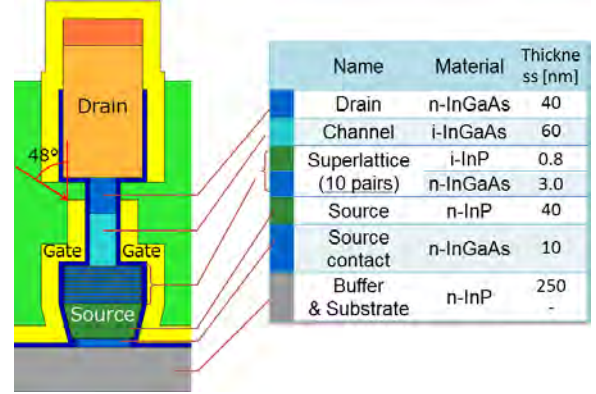 Drain
48°
Gate
Gate
Source
Name Material Thickne
ss [nm]
Drain n-InGaAs 40
Channel i-InGaAs 60
Superlattice i-InP 0.8
(10 pairs) n-InGaAs 3.0
Source n-InP 40
Source
contact n-InGaAs 10
Buffer 250
& Substrate n-InP -